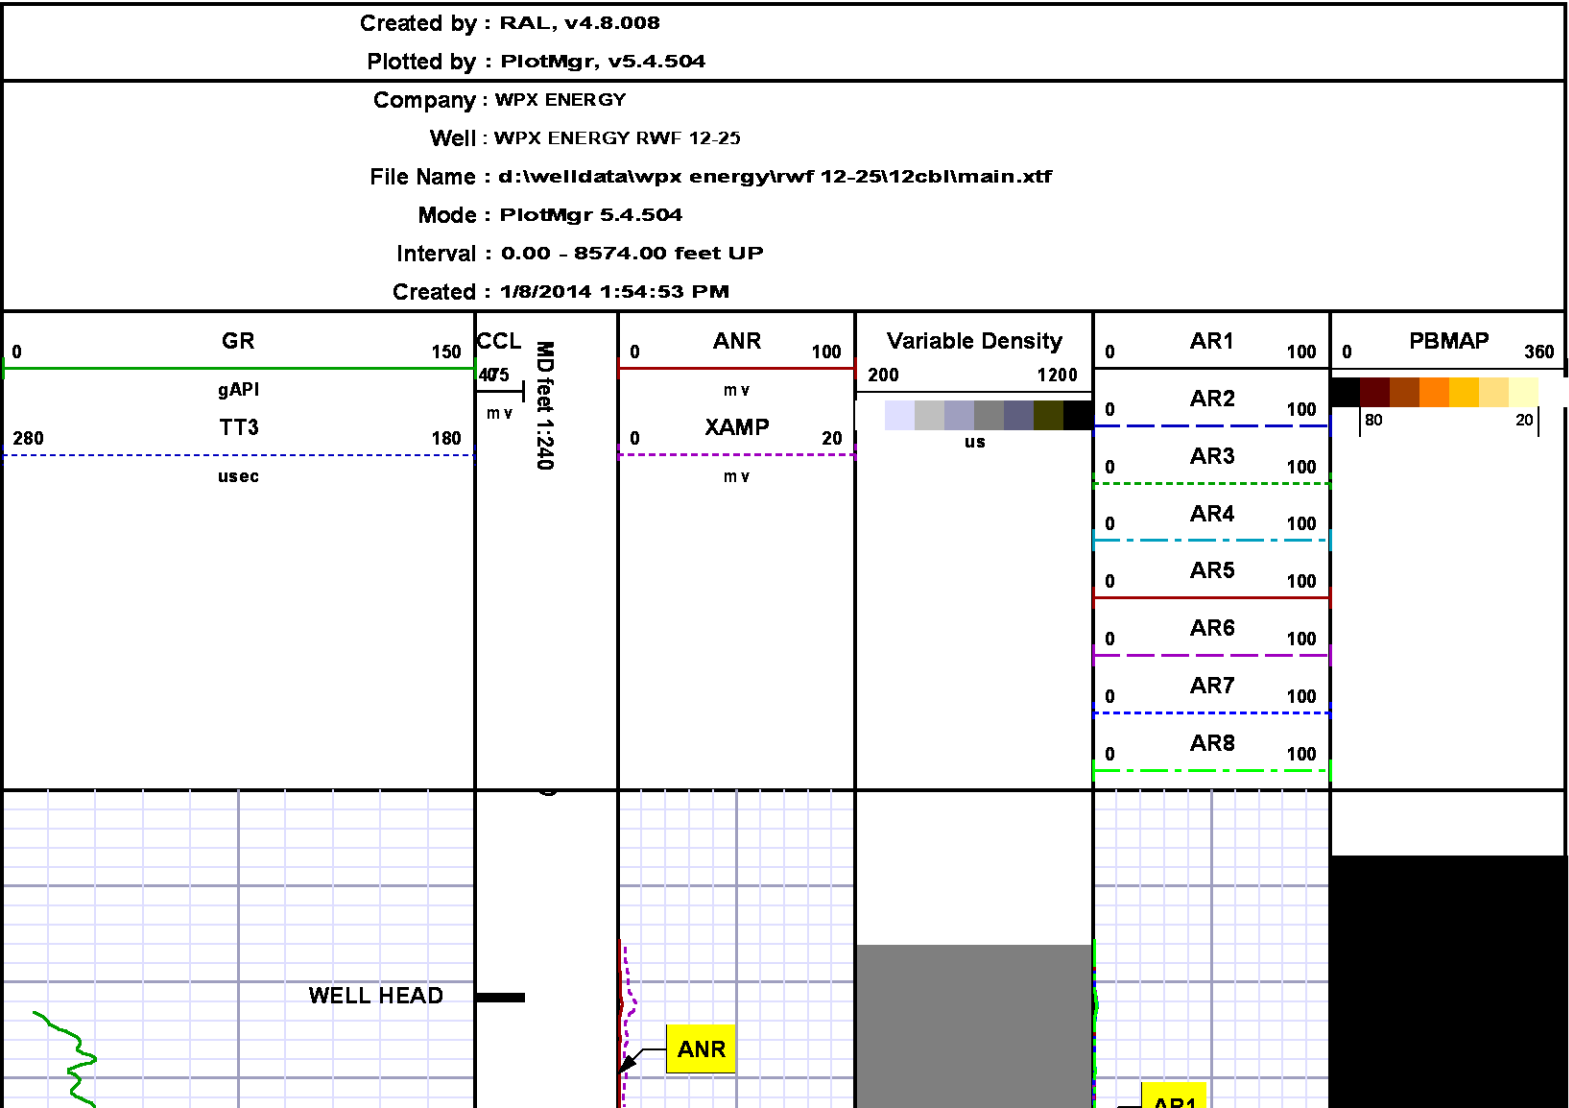 Created by : RAL, v4.8.008
Plotted by : PlotMgr, v5.4.504
Company : WPX ENERGY
Well : WPX ENERGY RWF 12-25
File Name : d:\welldata\wpx energy\rwf 12-25\12cbl\main.xtf
Mode : PlotMgr 5.4.504
Interval : 0.00 - 8574.00 feet UP
Created : 1/8/2014 1:54:53 PM
0 GR 150
gAPI
280 TT3 180
usec
CCL
mv
MD feet 1:240
0 ANR 100
mv
0 XAMP 20
mv
Variable Density
200 1200
us
0 AR1 100
0 AR2 100
0 AR3 100
0 AR4 100
0 AR5 100
0 AR6 100
0 AR7 100
0 AR8 100
0 PBMAP 360
80 20
WELL HEAD
ANR
AR1